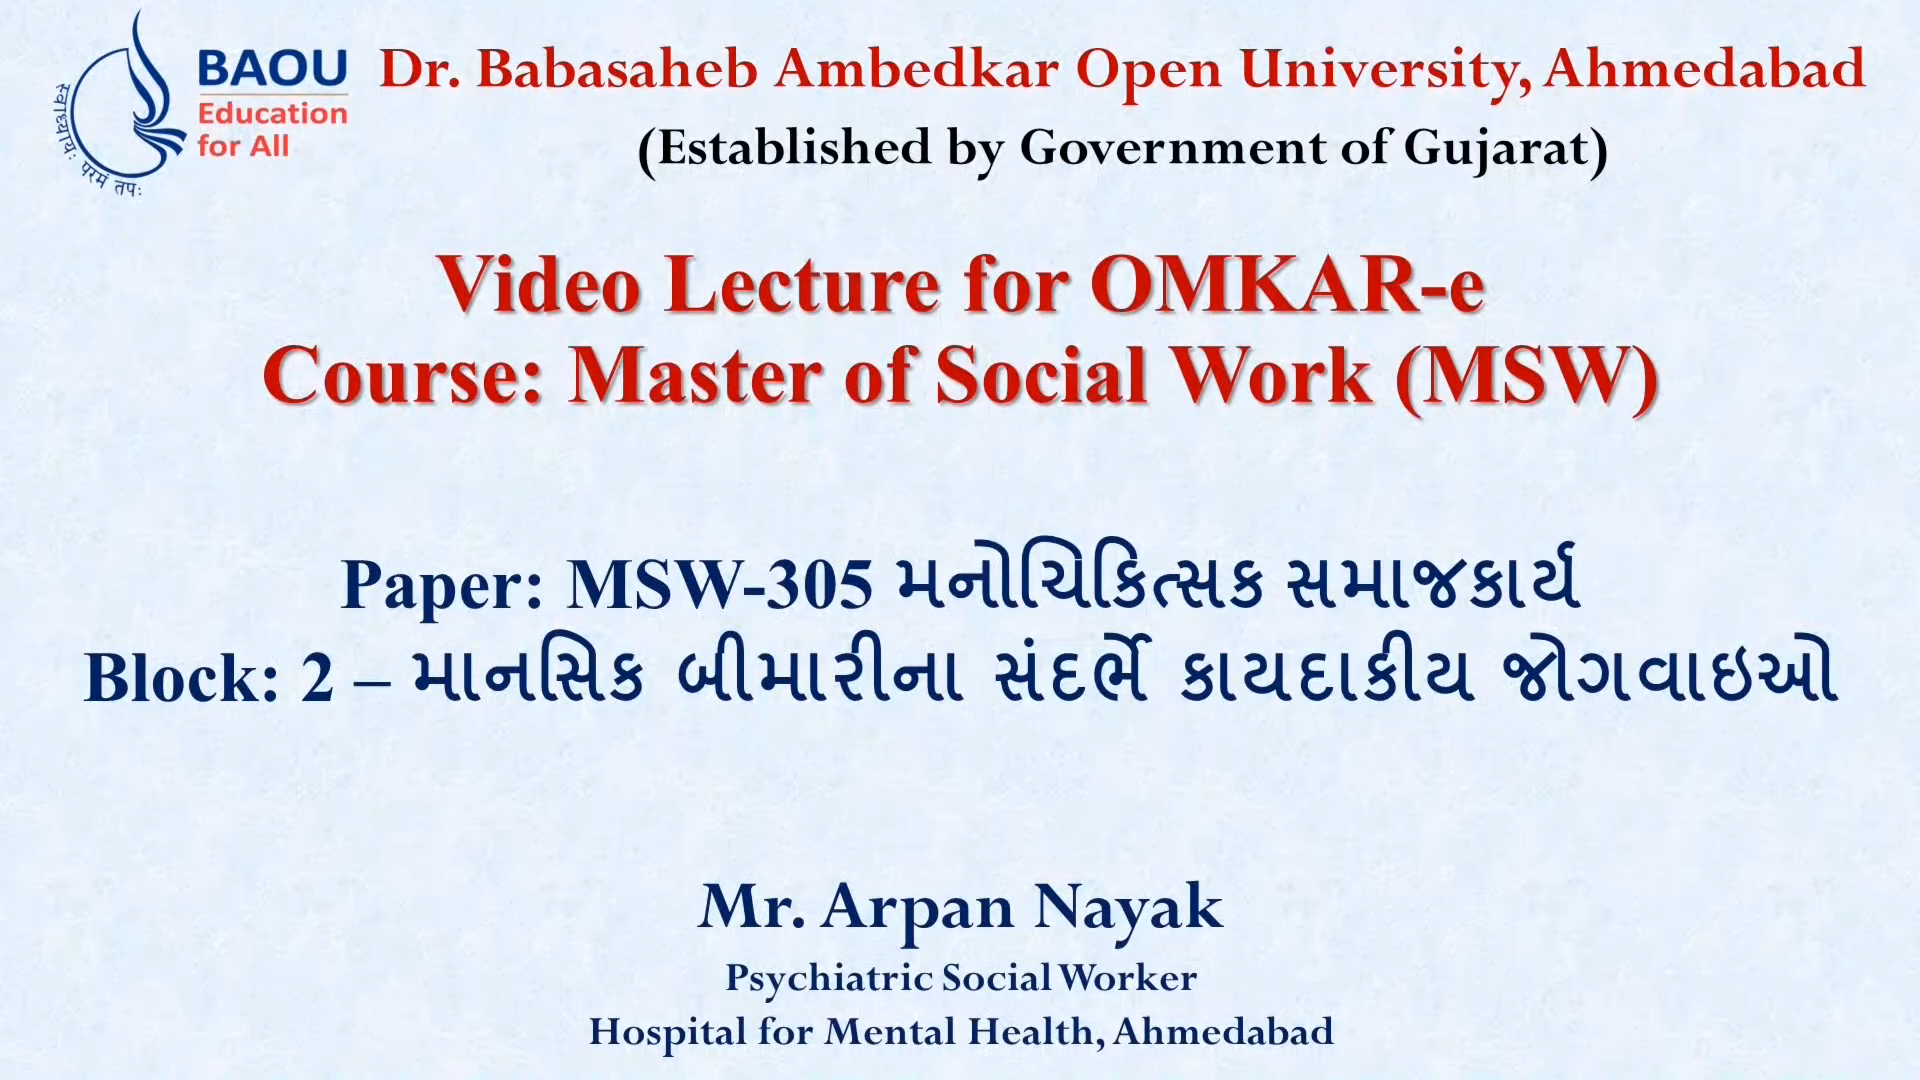 BAOU
Education
for All
स्वाध्यायः परमं तपः
Dr. Babasaheb Ambedkar Open University, Ahmedabad
(Established by Government of Gujarat)
Video Lecture for OMKAR-e
Course: Master of Social Work (MSW)
Paper: MSW-305 મનોચિકિત્સક સમાજકાર્ય
Block: 2 – માનસિક બીમારીના સંદર્ભે કાયદાકીય જોગવાઇઓ
Mr. Arpan Nayak
Psychiatric Social Worker
Hospital for Mental Health, Ahmedabad